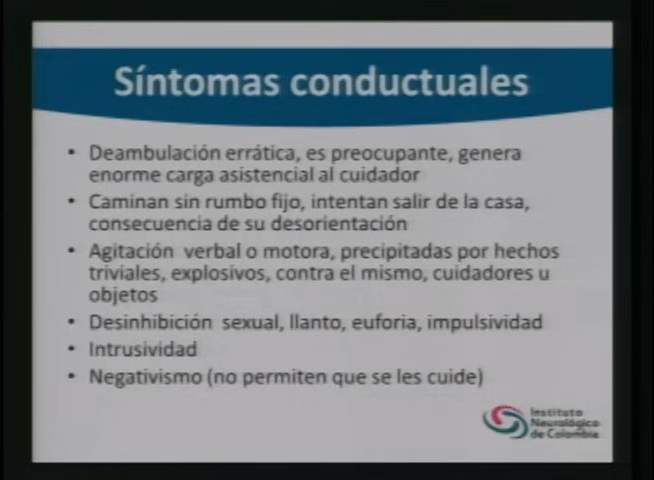 Síntomas conductuales
• Deambulación errática, es preocupante, genera
enorme carga asistencial al cuidador
• Caminan sin rumbo fijo, intentan salir de la casa,
consecuencia de su desorientación
• Agitación verbal o motora, precipitadas por hechos
triviales, explosivos, contra el mismo, cuidadores u
objetos
• Desinhibición sexual, llanto, euforia, impulsividad
• Intrusividad
• Negativismo (no permiten que se les cuide)
Instituto
Neurológico
de Colombia